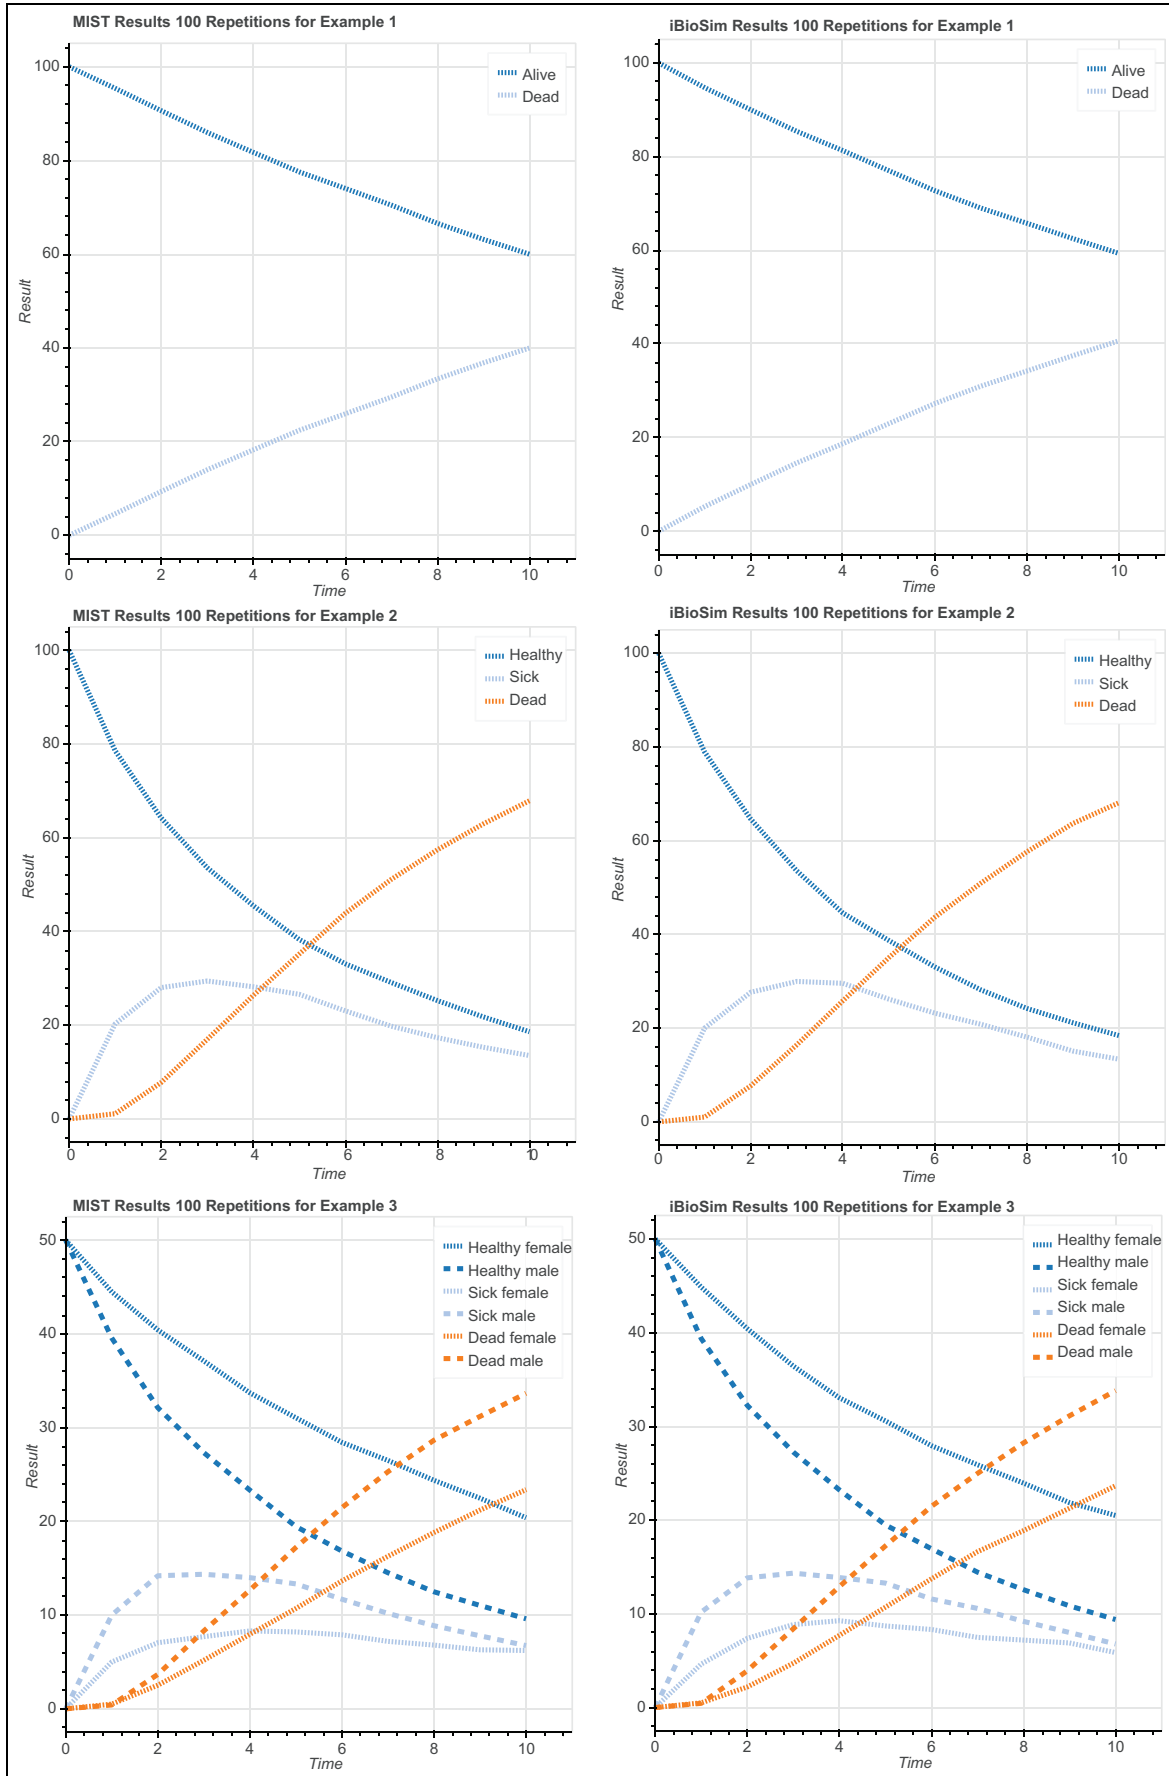 MIST Results 100 Repetitions for Example 1
100
80
60
40
20
0
Result
0 2 4 6 8 10
Time
Alive
Dead
iBioSim Results 100 Repetitions for Example 1
100
80
60
40
20
0
Result
0 2 4 6 8 10
Time
Alive
Dead
MIST Results 100 Repetitions for Example 2
100
80
60
40
20
0
Result
0 2 4 6 8 10
Time
Healthy
Sick
Dead
iBioSim Results 100 Repetitions for Example 2
100
80
60
40
20
0
Result
0 2 4 6 8 10
Time
Healthy
Sick
Dead
MIST Results 100 Repetitions for Example 3
50
40
30
20
10
0
Result
0 2 4 6 8 10
Time
Healthy female
Healthy male
Sick female
Sick male
Dead female
Dead male
iBioSim Results 100 Repetitions for Example 3
50
40
30
20
10
0
Result
0 2 4 6 8 10
Time
Healthy female
Healthy male
Sick female
Sick male
Dead female
Dead male